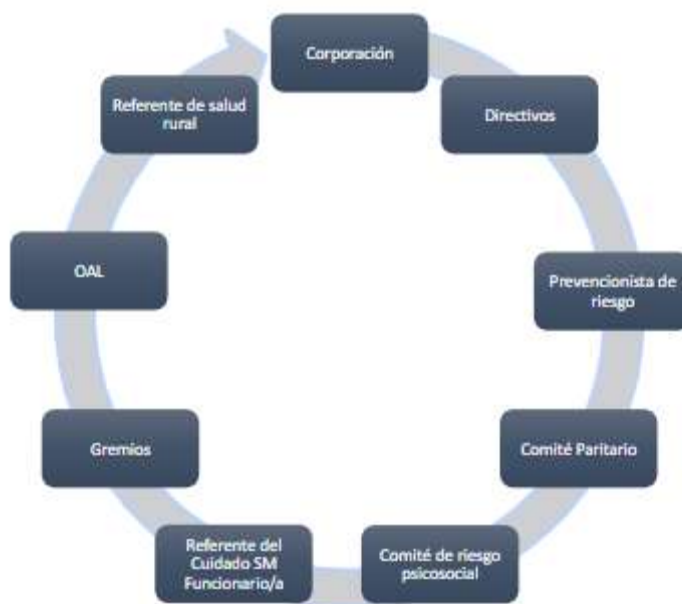 Corporación
Directivos
Prevencionista de
riesgo
Comité Paritario
Comité de riesgo
psicosocial
Referente del
Cuidado SM
Funcionario/a
Gremios
OAL
Referente de salud
rural